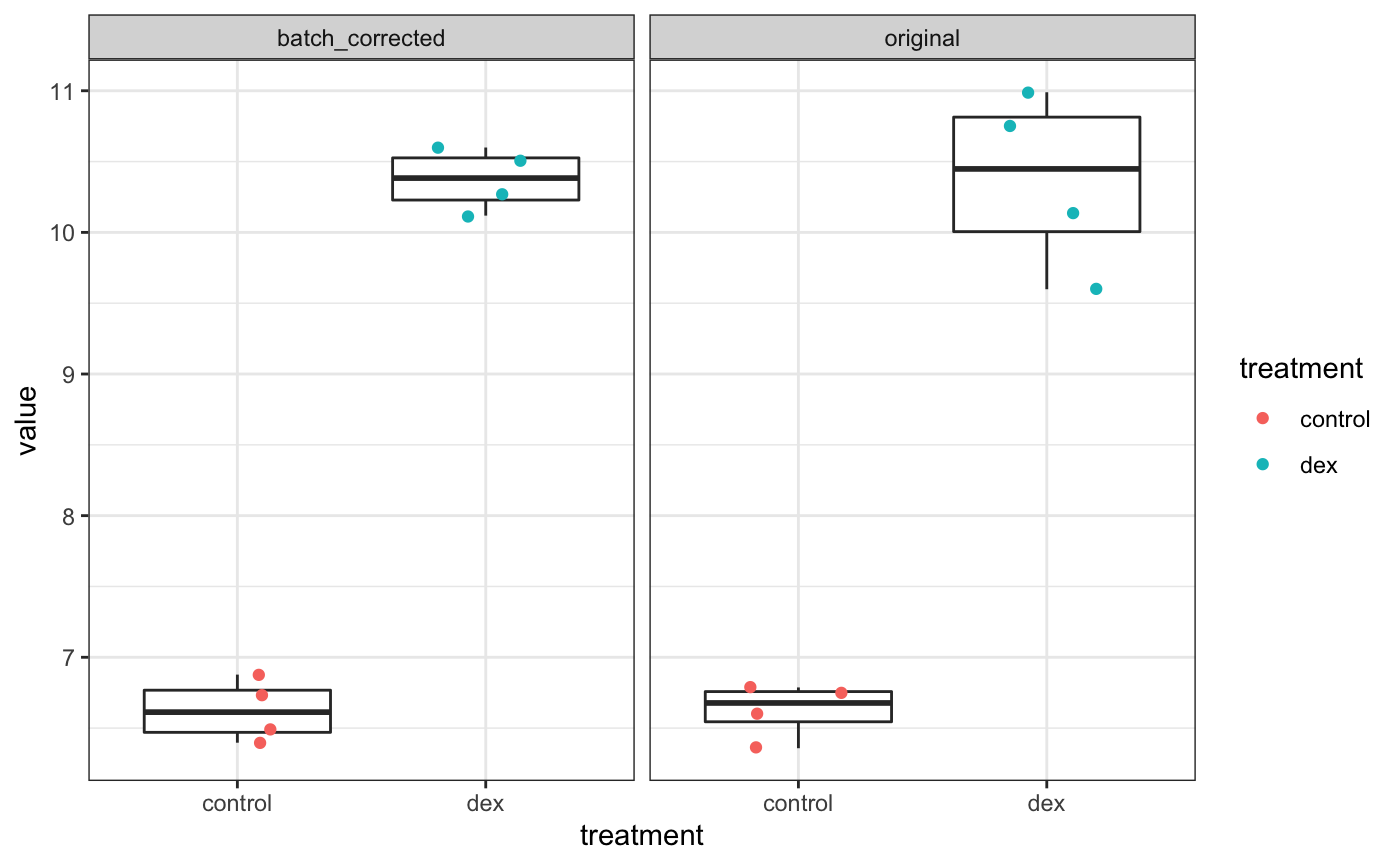 batch_corrected
original
11
10
9
8
7
value
control
dex
control
dex
treatment
treatment
control
dex